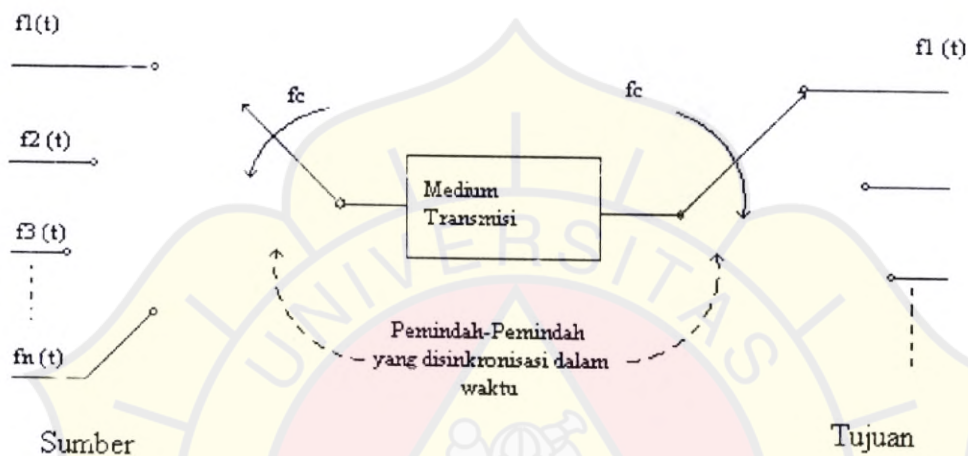 f1(t)
f1 (t)
fc
fc
f2 (t)
Medium
Transmisi
f3 (t)
Pemindah-Pemindah
yang disinkronisasi dalam
waktu
fn (t)
Sumber
Tujuan
UNIVERSITAS